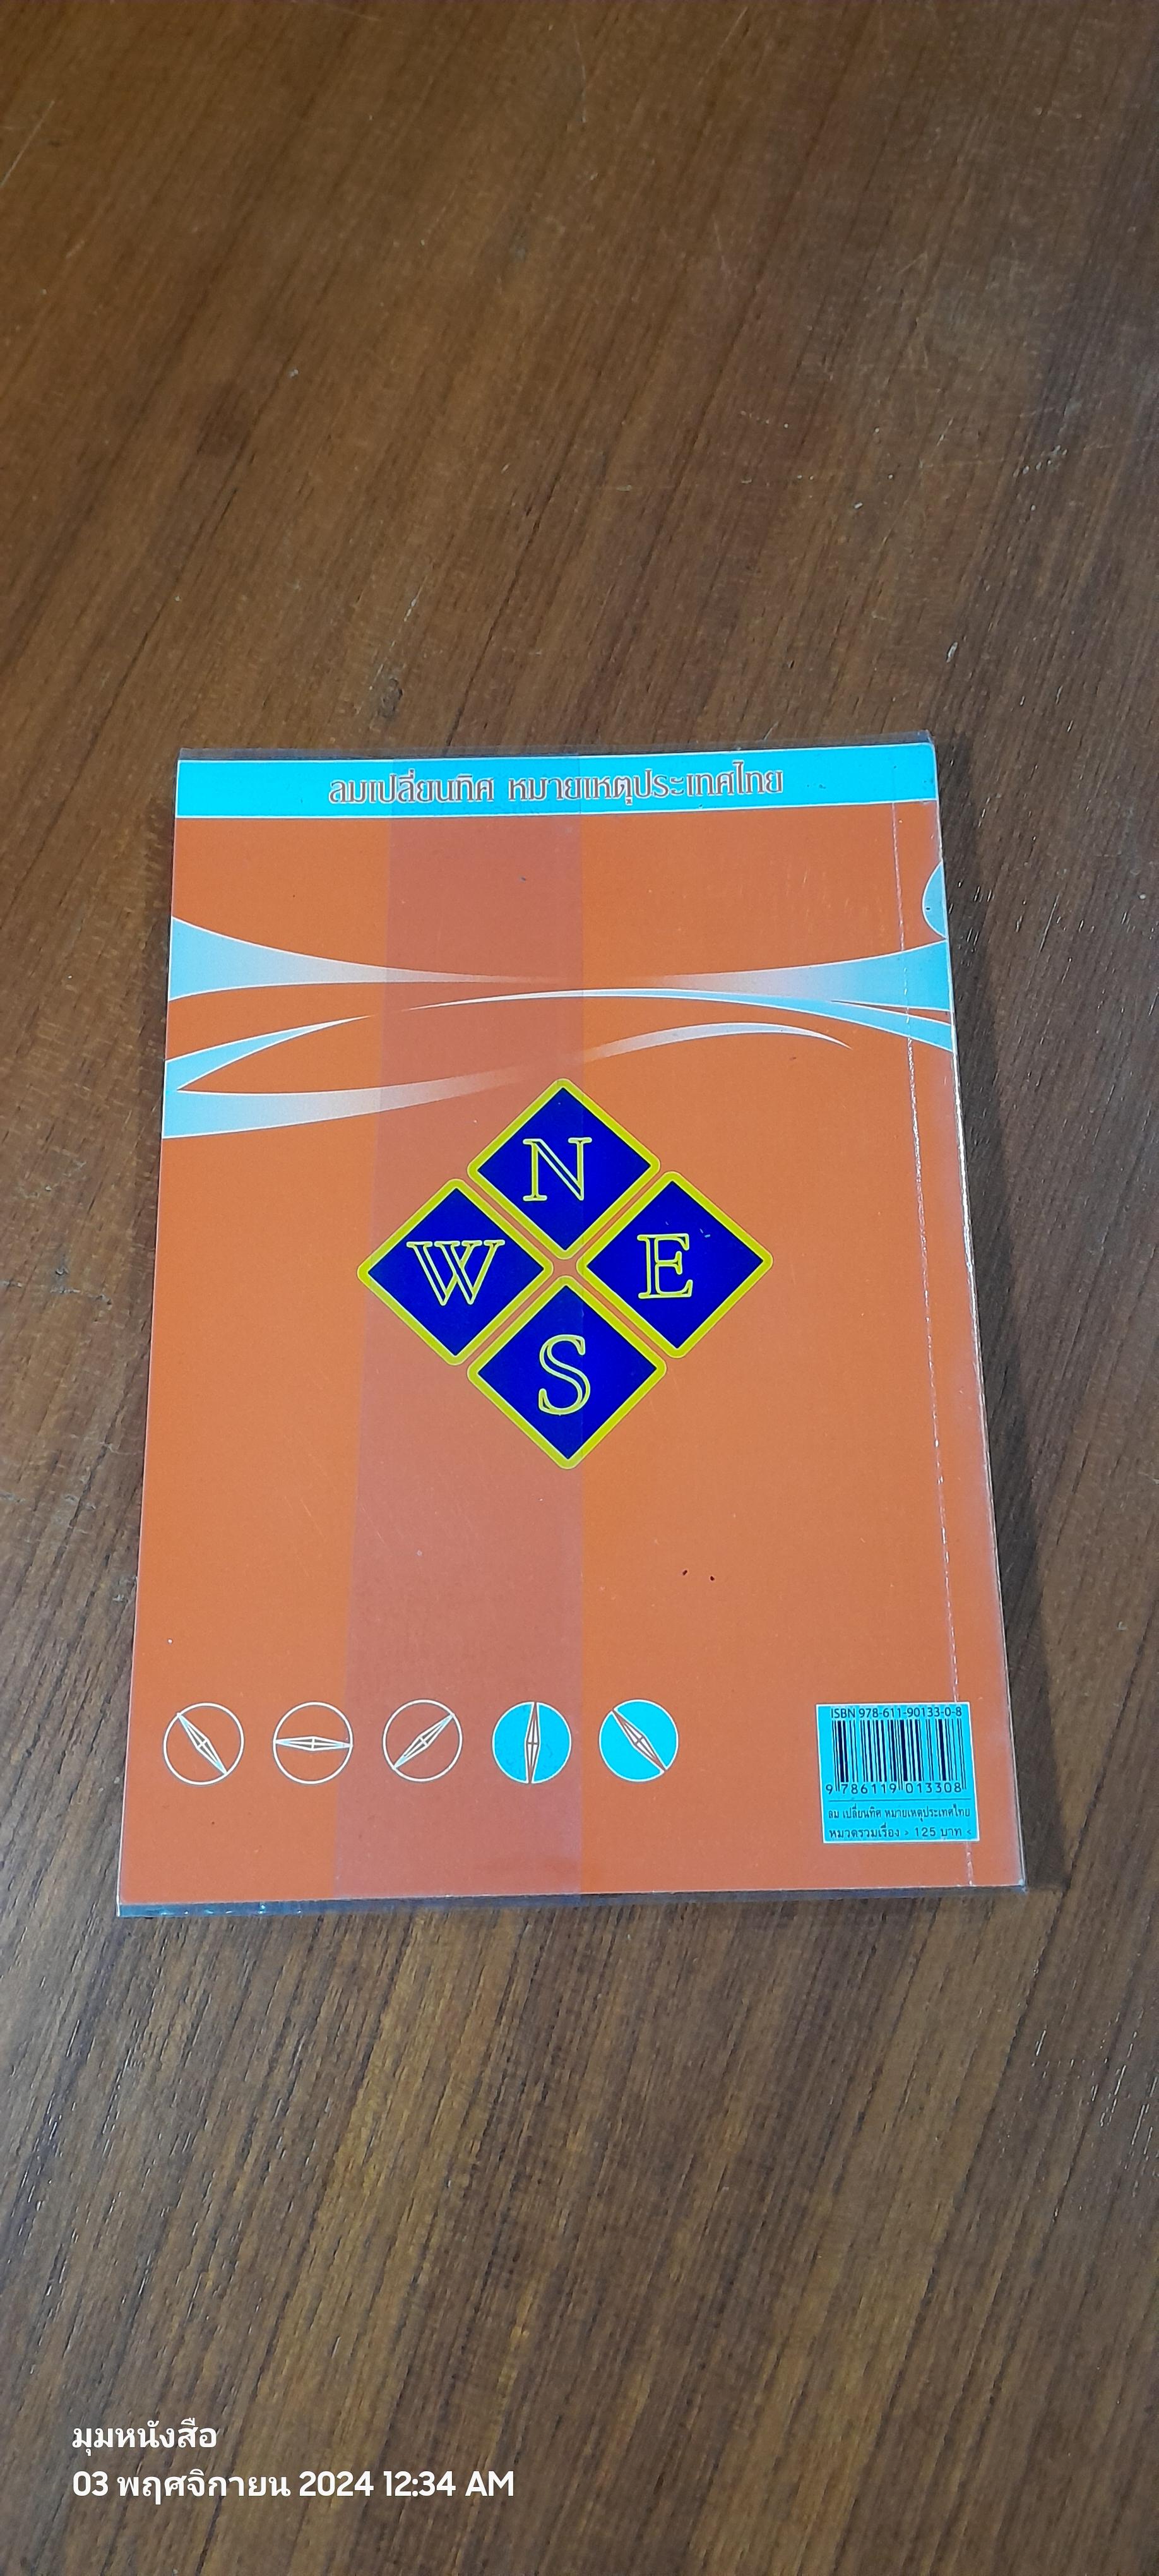 ลมเปลี่ยนทิศ หมายเหตุประเทศไทย
N
W E
S
ISBN 978-611-90133-0-8
9 786119 013308
ลม เปลี่ยนทิศ หมายเหตุประเทศไทย
หมวดรวมเรื่อง > 125 บาท <
มุมหนังสือ
03 พฤศจิกายน 2024 12:34 AM